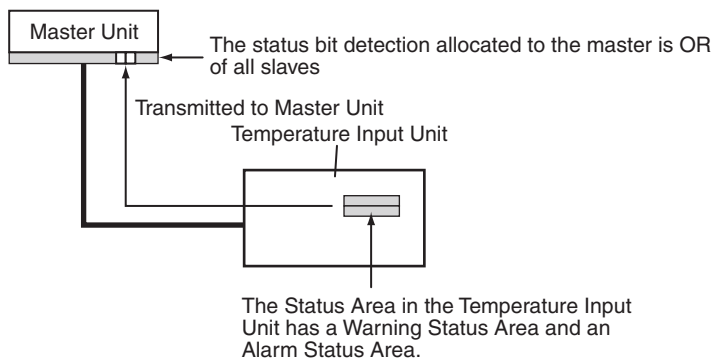 Master Unit
The status bit detection allocated to the master is OR
of all slaves
Transmitted to Master Unit
Temperature Input Unit
The Status Area in the Temperature Input
Unit has a Warning Status Area and an
Alarm Status Area.